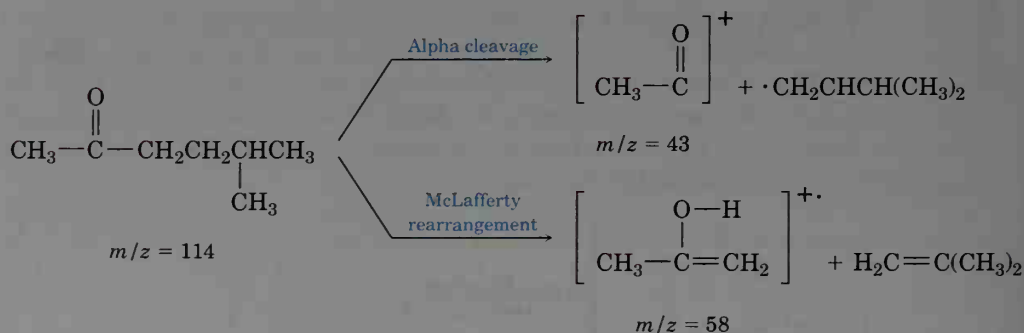 CH₃—C—CH₂CH₂CHCH₃
O
CH₃
m/z = 114
Alpha cleavage
[CH₃—C]⁺ + ·CH₂CHCH(CH₃)₂
O
m/z = 43
McLafferty
rearrangement
O—H
[CH₃—C=CH₂]⁺· + H₂C=C(CH₃)₂
m/z = 58